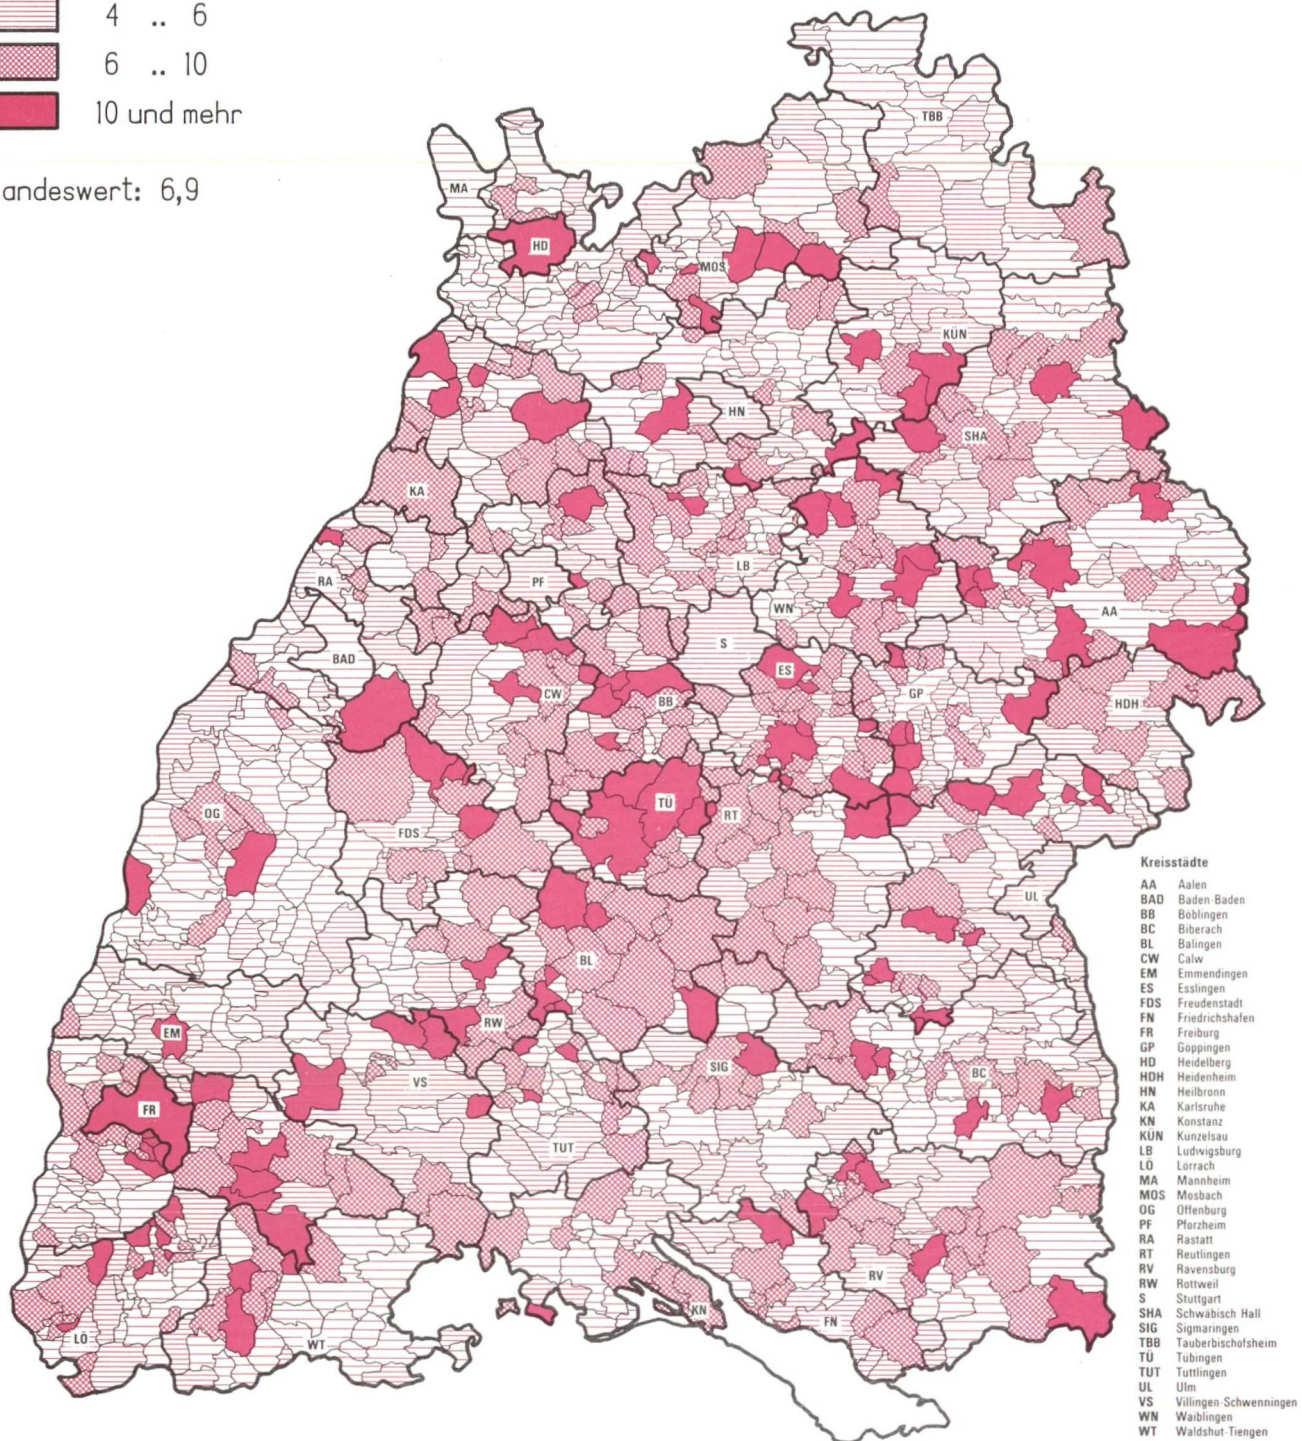 4 .. 6
6 .. 10
10 und mehr
andeswert: 6,9
TBB
MA
HD
MOS
KÜN
HN
SHA
KA
LB
RA
PF
WN
AA
S
BAD
ES
CW
BB
GP
HDH
OG
TÜ
RT
FDS
UL
BL
EM
RW
SIG
BC
VS
FR
TUT
RV
KN
FN
LÖ
WT
Kreisstädte
AA Aalen
BAD Baden-Baden
BB Böblingen
BC Biberach
BL Balingen
CW Calw
EM Emmendingen
ES Esslingen
FDS Freudenstadt
FN Friedrichshafen
FR Freiburg
GP Göppingen
HD Heidelberg
HDH Heidenheim
HN Heilbronn
KA Karlsruhe
KN Konstanz
KÜN Künzelsau
LB Ludwigsburg
LÖ Lörrach
MA Mannheim
MOS Mosbach
OG Offenburg
PF Pforzheim
RA Rastatt
RT Reutlingen
RV Ravensburg
RW Rottweil
S Stuttgart
SHA Schwäbisch Hall
SIG Sigmaringen
TBB Tauberbischofsheim
TÜ Tübingen
TUT Tuttlingen
UL Ulm
VS Villingen-Schwenningen
WN Waiblingen
WT Waldshut-Tiengen